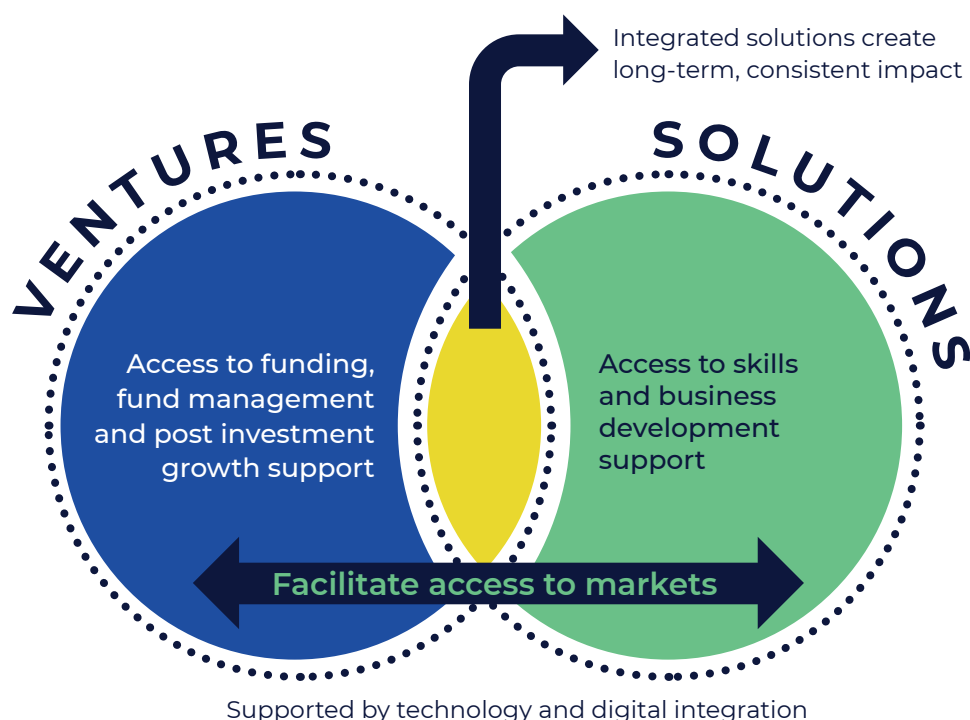 Integrated solutions create
long-term, consistent impact
VENTURES
SOLUTIONS
Access to funding,
fund management
and post investment
growth support
Access to skills
and business
development
support
Facilitate access to markets
Supported by technology and digital integration